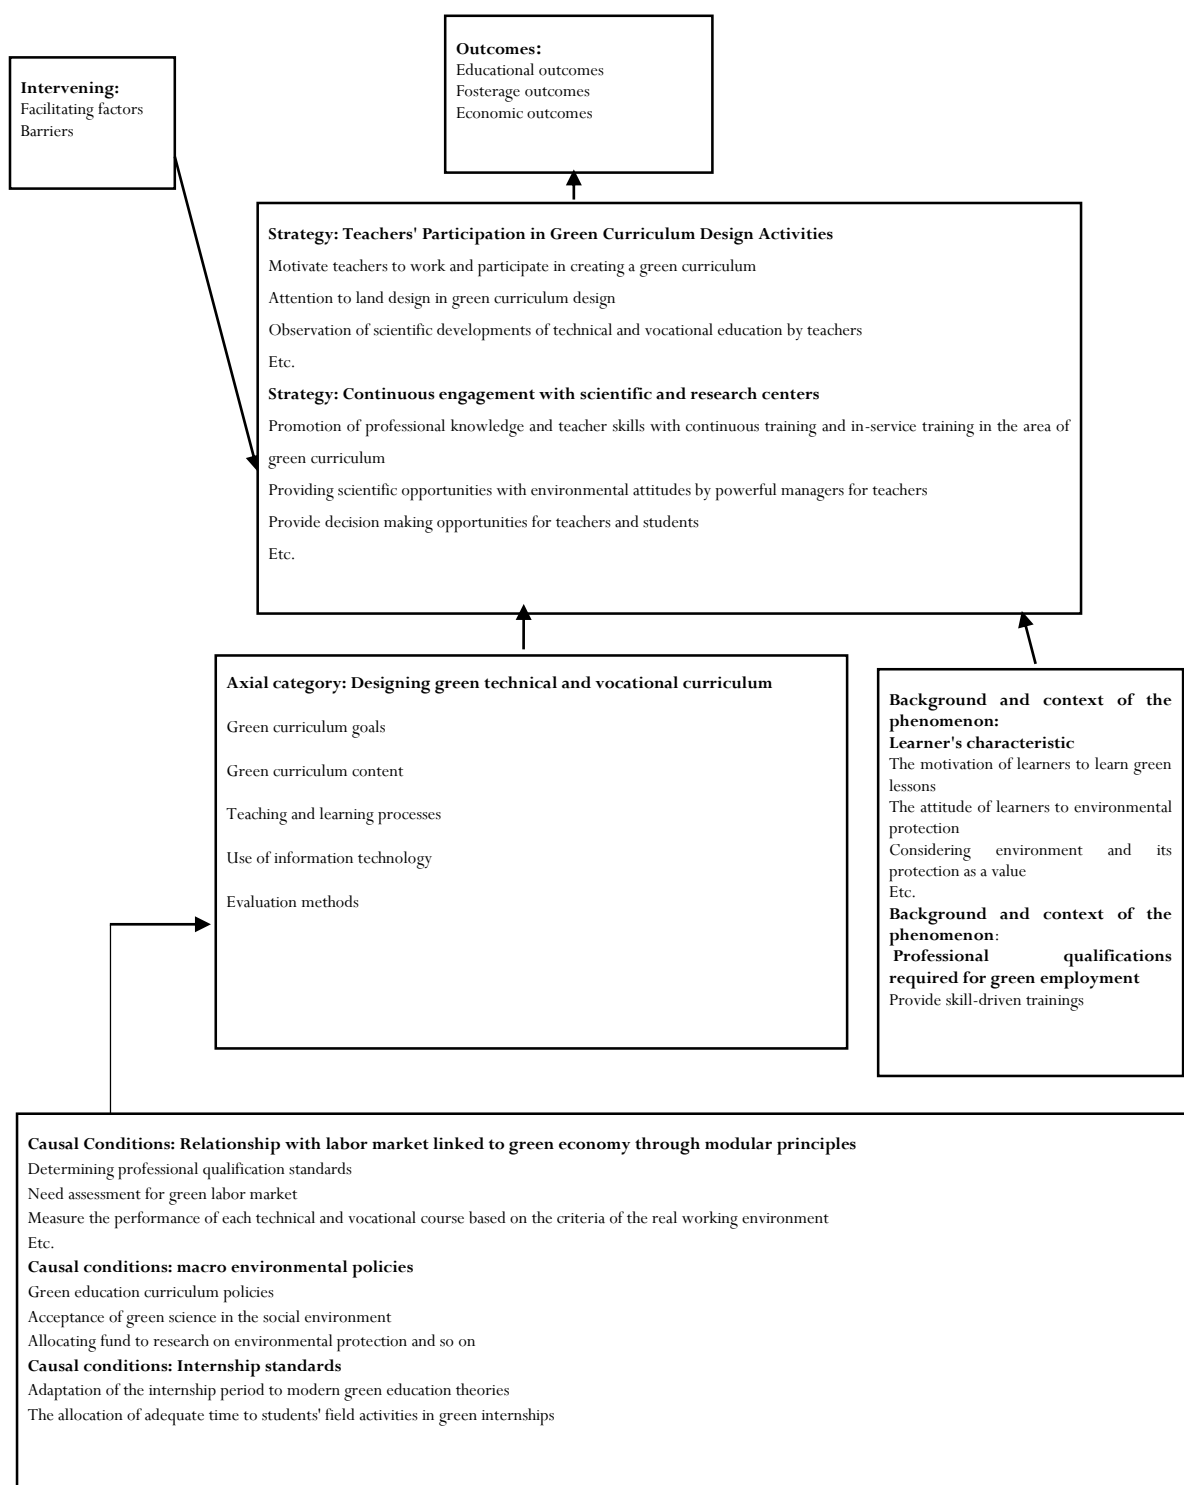 Outcomes:
Educational outcomes
Fosterage outcomes
Economic outcomes
Intervening:
Facilitating factors
Barriers
Strategy: Teachers' Participation in Green Curriculum Design Activities
Motivate teachers to work and participate in creating a green curriculum
Attention to land design in green curriculum design
Observation of scientific developments of technical and vocational education by teachers
Etc.
Strategy: Continuous engagement with scientific and research centers
Promotion of professional knowledge and teacher skills with continuous training and in-service training in the area of
green curriculum
Providing scientific opportunities with environmental attitudes by powerful managers for teachers
Provide decision making opportunities for teachers and students
Etc.
Axial category: Designing green technical and vocational curriculum
Green curriculum goals
Green curriculum content
Teaching and learning processes
Use of information technology
Evaluation methods
Background and context of the
phenomenon:
Learner's characteristic
The motivation of learners to learn green
lessons
The attitude of learners to environmental
protection
Considering environment and its
protection as a value
Etc.
Background and context of the
phenomenon:
Professional qualifications
required for green employment
Provide skill-driven trainings
Causal Conditions: Relationship with labor market linked to green economy through modular principles
Determining professional qualification standards
Need assessment for green labor market
Measure the performance of each technical and vocational course based on the criteria of the real working environment
Etc.
Causal conditions: macro environmental policies
Green education curriculum policies
Acceptance of green science in the social environment
Allocating fund to research on environmental protection and so on
Causal conditions: Internship standards
Adaptation of the internship period to modern green education theories
The allocation of adequate time to students' field activities in green internships